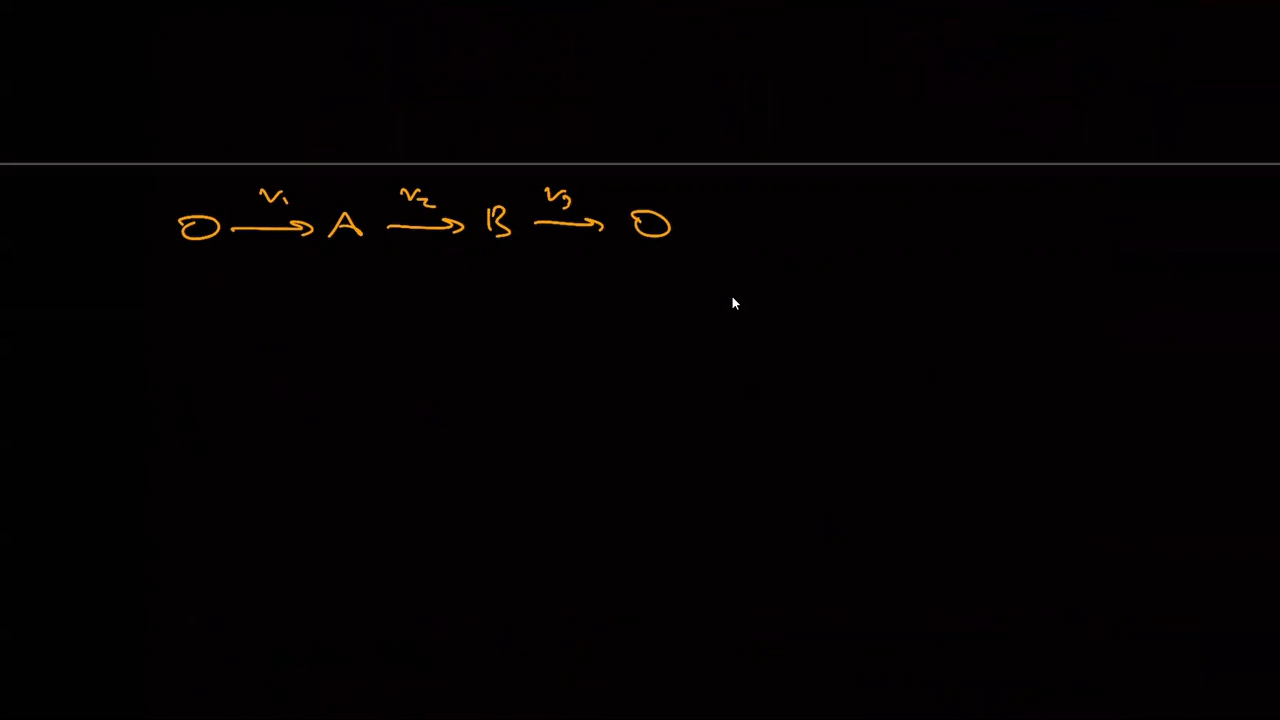 v₁ v₂ v₃
O → A → B → O